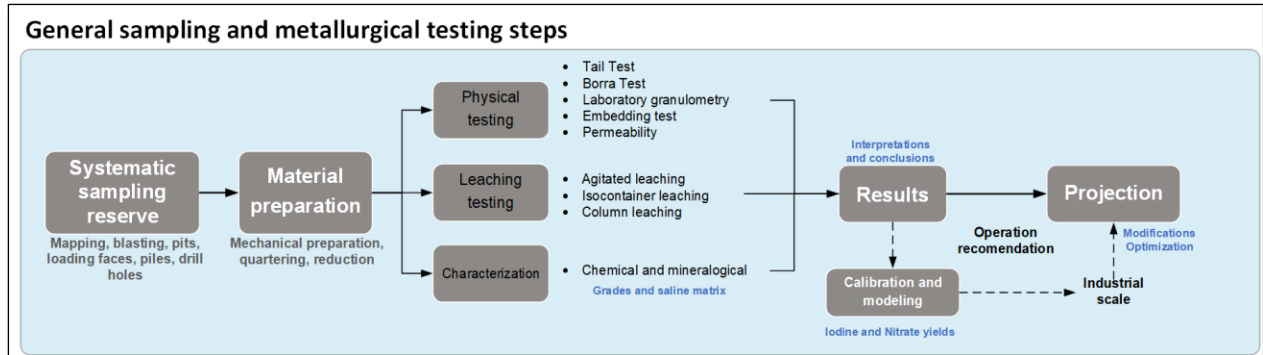 General sampling and metallurgical testing steps
Systematic
sampling
reserve
Mapping, blasting, pits,
loading faces, piles, drill
holes
Material
preparation
Mechanical preparation,
quartering, reduction
Physical
testing
• Tail Test
• Borra Test
• Laboratory granulometry
• Embedding test
• Permeability
Leaching
testing
• Agitated leaching
• Isocontainer leaching
• Column leaching
Characterization
• Chemical and mineralogical
Grades and saline matrix
Interpretations
and conclusions
Results
Operation
recomendation
Projection
Modifications
Optimization
Calibration and
modeling
Iodine and Nitrate yields
Industrial
scale